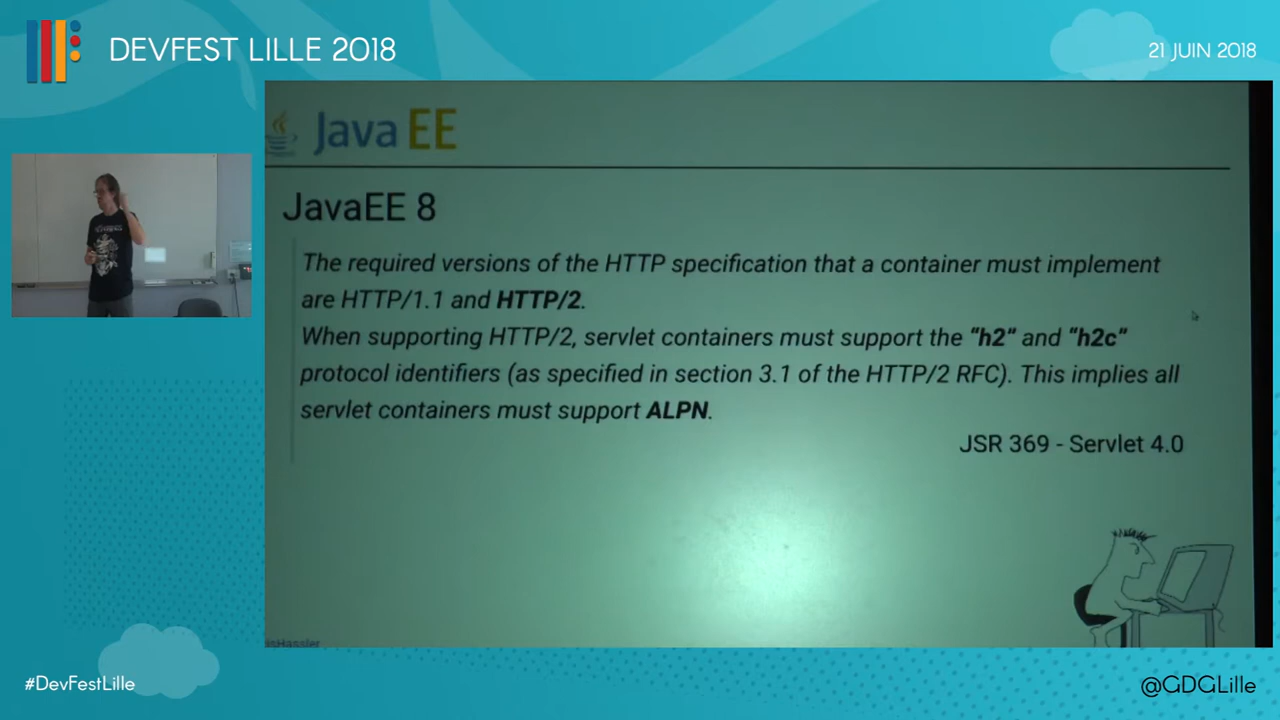 DEVFEST LILLE 2018
21 JUIN 2018
Java EE
JavaEE 8
The required versions of the HTTP specification that a container must implement
are HTTP/1.1 and HTTP/2.
When supporting HTTP/2, servlet containers must support the "h2" and "h2c"
protocol identifiers (as specified in section 3.1 of the HTTP/2 RFC). This implies all
servlet containers must support ALPN.
JSR 369 - Servlet 4.0
#DevFestLille
@GDGLille